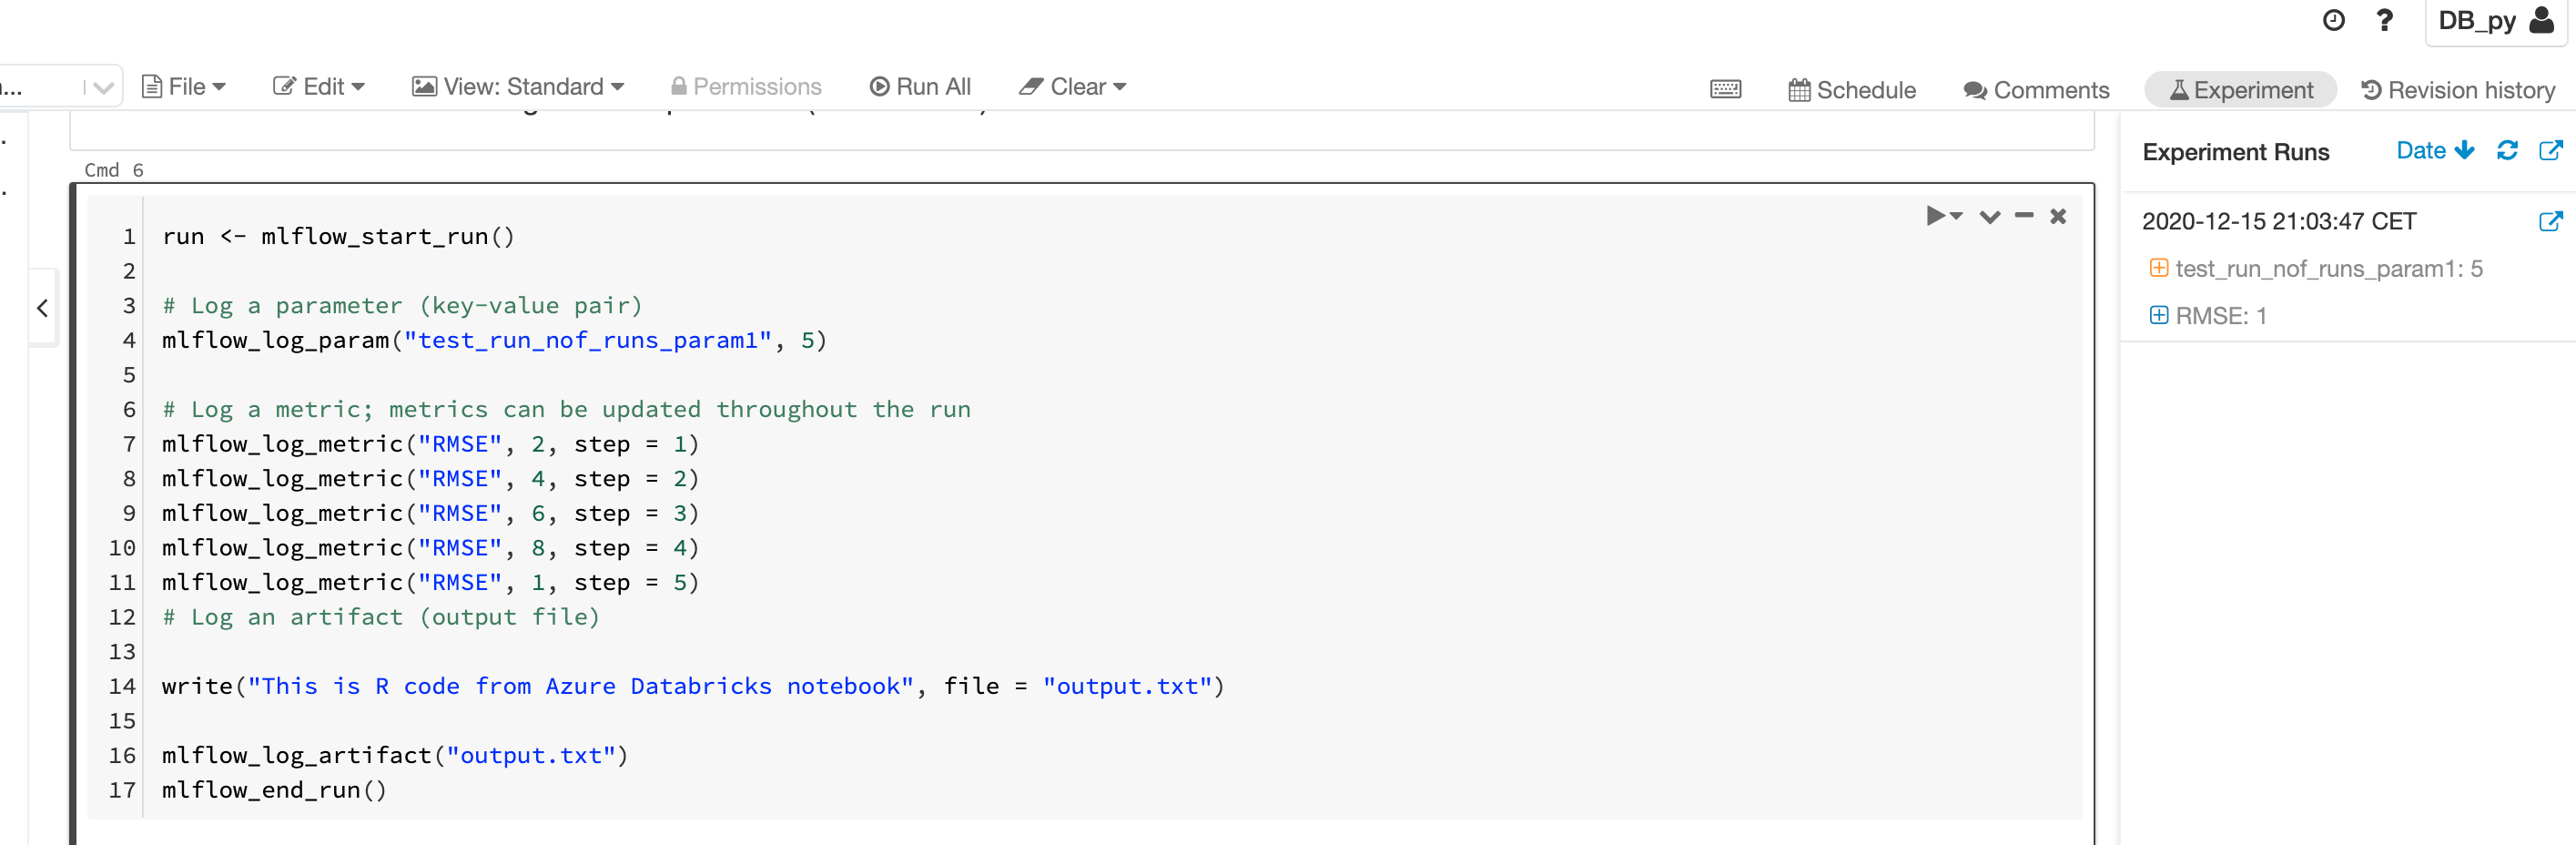 DB_py
...
File
Edit
View: Standard
Permissions
Run All
Clear
Schedule
Comments
Experiment
Revision history
Cmd 6
1 run <- mlflow_start_run()
2
3 # Log a parameter (key-value pair)
4 mlflow_log_param("test_run_nof_runs_param1", 5)
5
6 # Log a metric; metrics can be updated throughout the run
7 mlflow_log_metric("RMSE", 2, step = 1)
8 mlflow_log_metric("RMSE", 4, step = 2)
9 mlflow_log_metric("RMSE", 6, step = 3)
10 mlflow_log_metric("RMSE", 8, step = 4)
11 mlflow_log_metric("RMSE", 1, step = 5)
12 # Log an artifact (output file)
13
14 write("This is R code from Azure Databricks notebook", file = "output.txt")
15
16 mlflow_log_artifact("output.txt")
17 mlflow_end_run()
Experiment Runs
Date
2020-12-15 21:03:47 CET
test_run_nof_runs_param1: 5
RMSE: 1